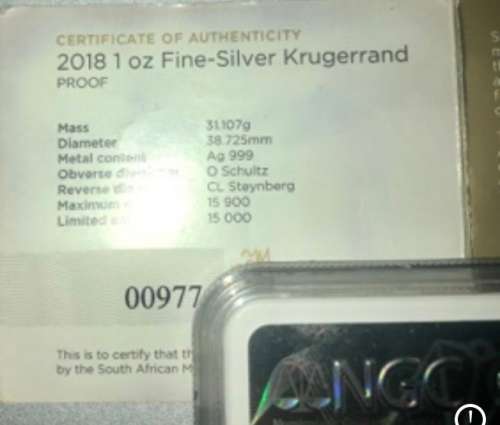 CERTIFICATE OF AUTHENTICITY
2018 1 oz Fine-Silver Krugerrand
PROOF
Mass 31.107g
Diameter 38.725mm
Metal content Ag 999
Obverse O Schultz
Reverse CL Steynberg
Maximum 15 900
Limited 15 000
00977
This is to certify that th
by the South African M
NGC